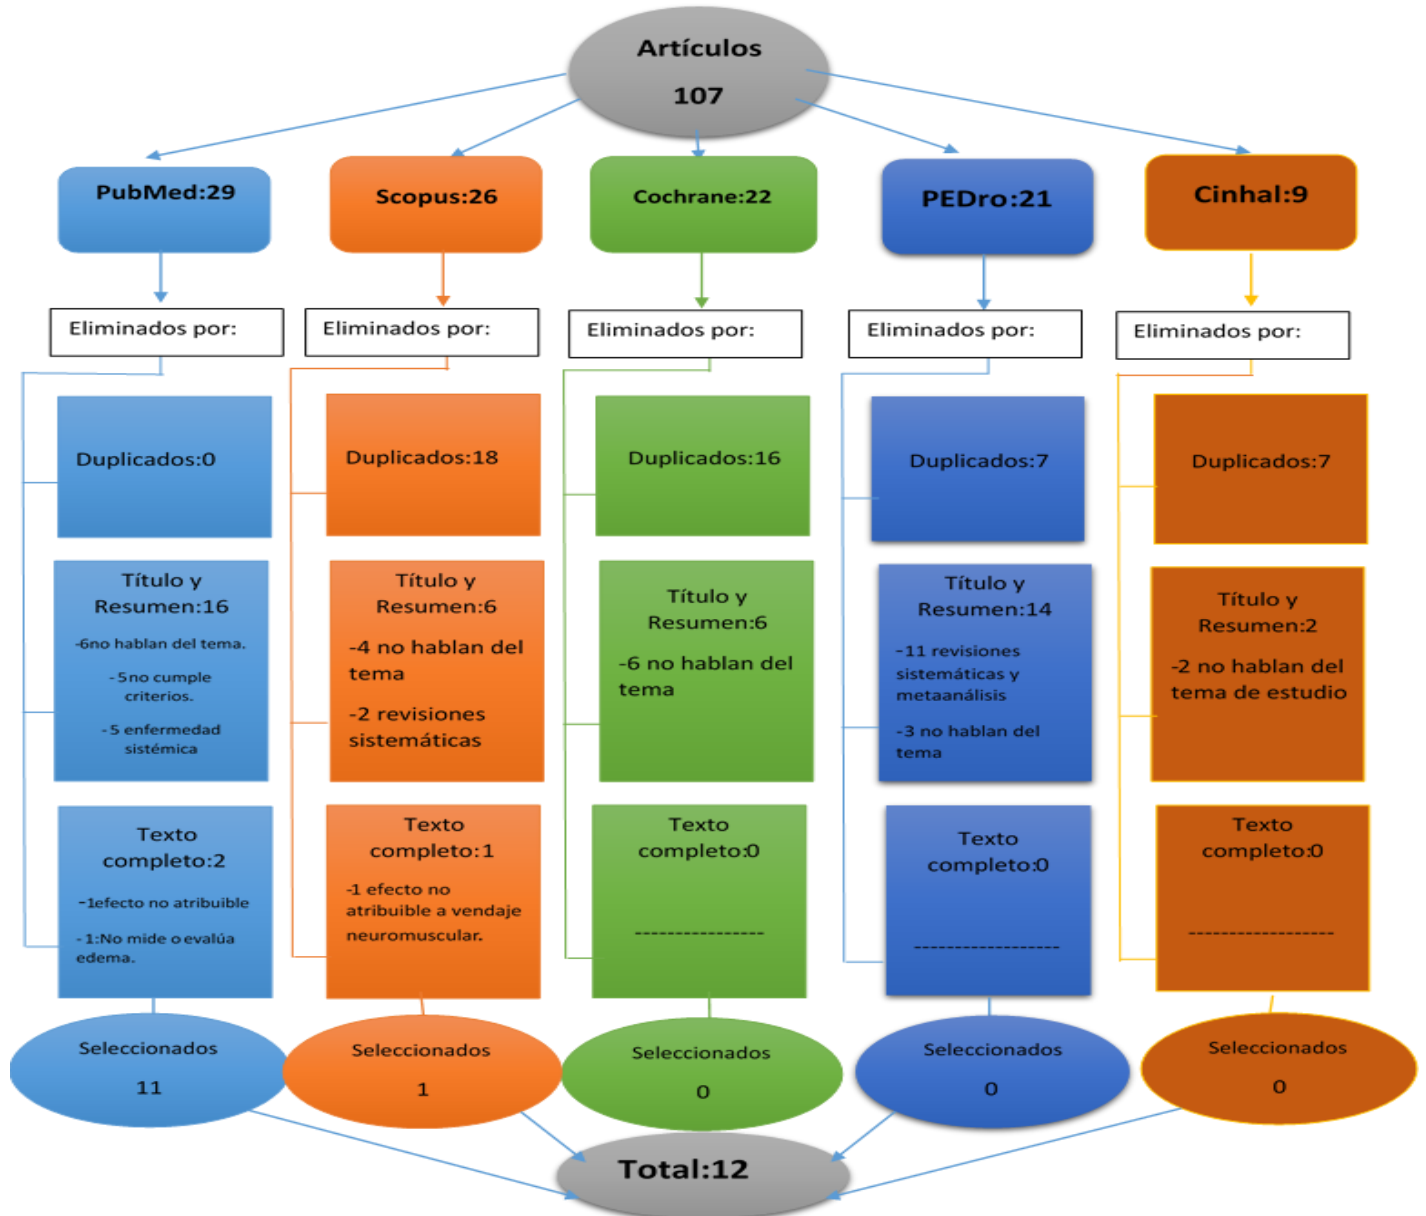 Artículos
107
PubMed:29
Scopus:26
Cochrane:22
PEDro:21
Cinhal:9
Eliminados por:
Eliminados por:
Eliminados por:
Eliminados por:
Eliminados por:
Duplicados:0
Duplicados:18
Duplicados:16
Duplicados:7
Duplicados:7
Título y
Resumen:16
-6no hablan del tema.
- 5no cumple
criterios.
- 5 enfermedad
sistémica
Título y
Resumen:6
-4 no hablan del
tema
-2 revisiones
sistemáticas
Título y
Resumen:6
-6 no hablan del
tema
Título y
Resumen:14
-11 revisiones
sistemáticas y
metaanálisis
-3 no hablan del
tema
Título y
Resumen:2
-2 no hablan del
tema de estudio
Texto
completo:2
-1efecto no atribuible
- 1:No mide o evalúa
edema.
Texto
completo:1
-1 efecto no
atribuible a vendaje
neuromuscular.
Texto
completo:0
----------------
Texto
completo:0
------------------
Texto
completo:0
------------------
Seleccionados
11
Seleccionados
1
Seleccionados
0
Seleccionados
0
Seleccionados
0
Total:12